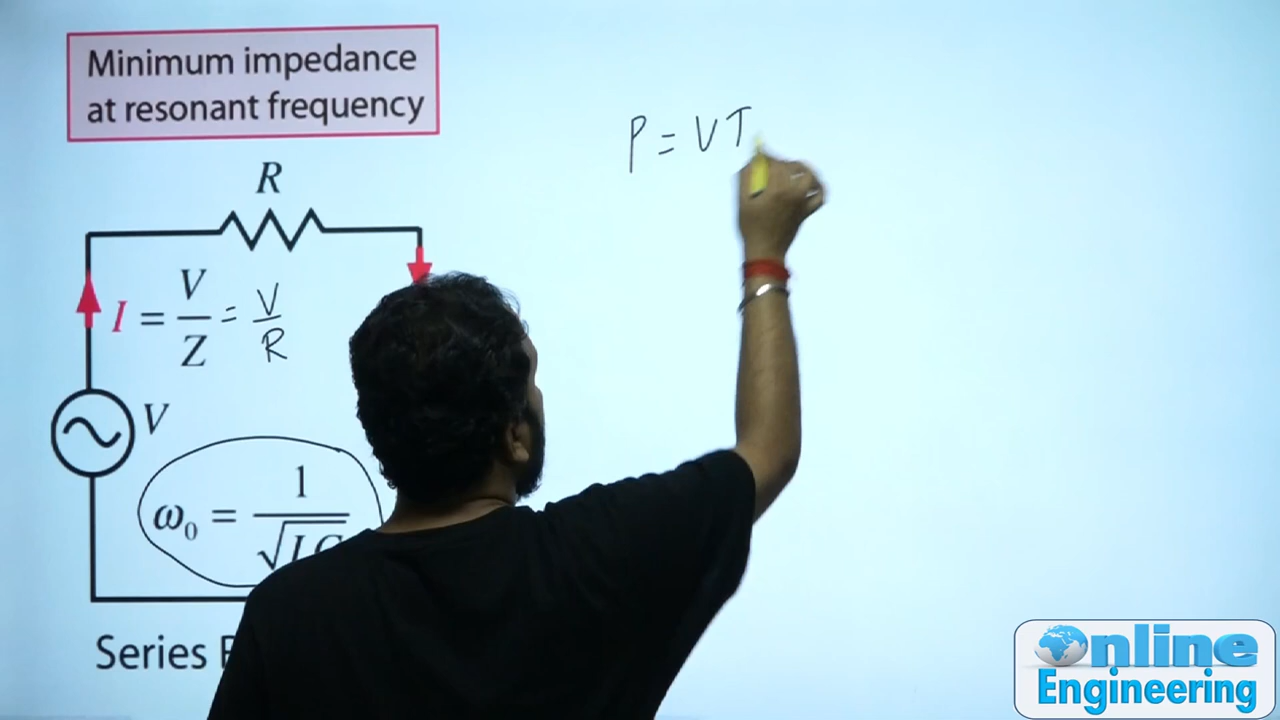 Minimum impedance
at resonant frequency
R
I = V/Z = V/R
V
ω₀ = 1/√LC
Series
P = VI
Online
Engineering